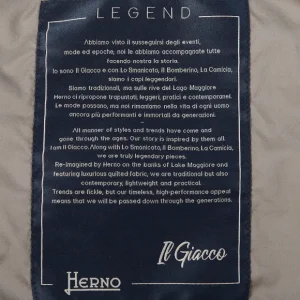 LEGEND
Abbiamo visto il susseguirsi degli eventi,
mode ed epoche, noi le abbiamo accompagnate tutte
facendo nostra la storia.
Io sono Il Giacco e con Lo Smanicato, Il Bomberino, La Camicia,
siamo i capi leggendari.
Siamo tradizionali, ma sulle rive del Lago Maggiore
Herno ci ripropone trapuntati, leggeri, pratici e contemporanei.
Le mode passano, ma noi rimaniamo nella vita di ogni uomo
ancora più performanti e immortali da generazioni.
All manner of styles and trends have come and
gone through the ages. Our story is inspired by them all
I am Il Giacco. Along with Lo Smanicato, Il Bomberino, La Camicia,
we are truly legendary pieces.
Re-imagined by Herno on the banks of Lake Maggiore and
featuring luxurious quilted fabric, we are traditional but also
contemporary, lightweight and practical.
Trends are fickle, but our timeless, high-performance appeal
means that we will be passed down through the generations.
Il Giacco
HERNO